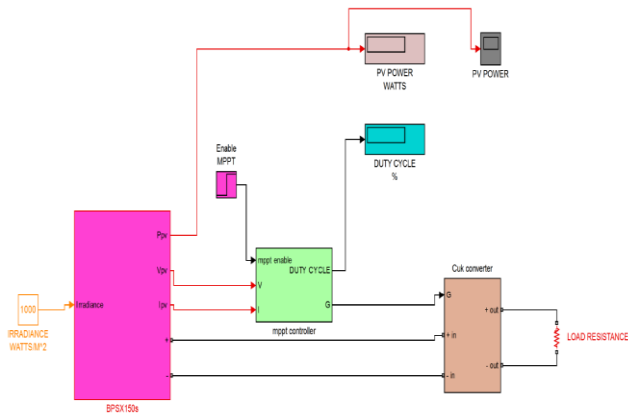 PV POWER
WATTS
PV POWER
Enable
MPPT
DUTY CYCLE
%
Ppv
Vpv
Ipv
Irradiance
+
-
1000
IRRADIANCE
WATTS/M^2
BPSX150s
mppt enable
DUTY CYCLE
V
G
I
mppt controller
Cuk converter
G
+ in
- in
+ out
- out
LOAD RESISTANCE